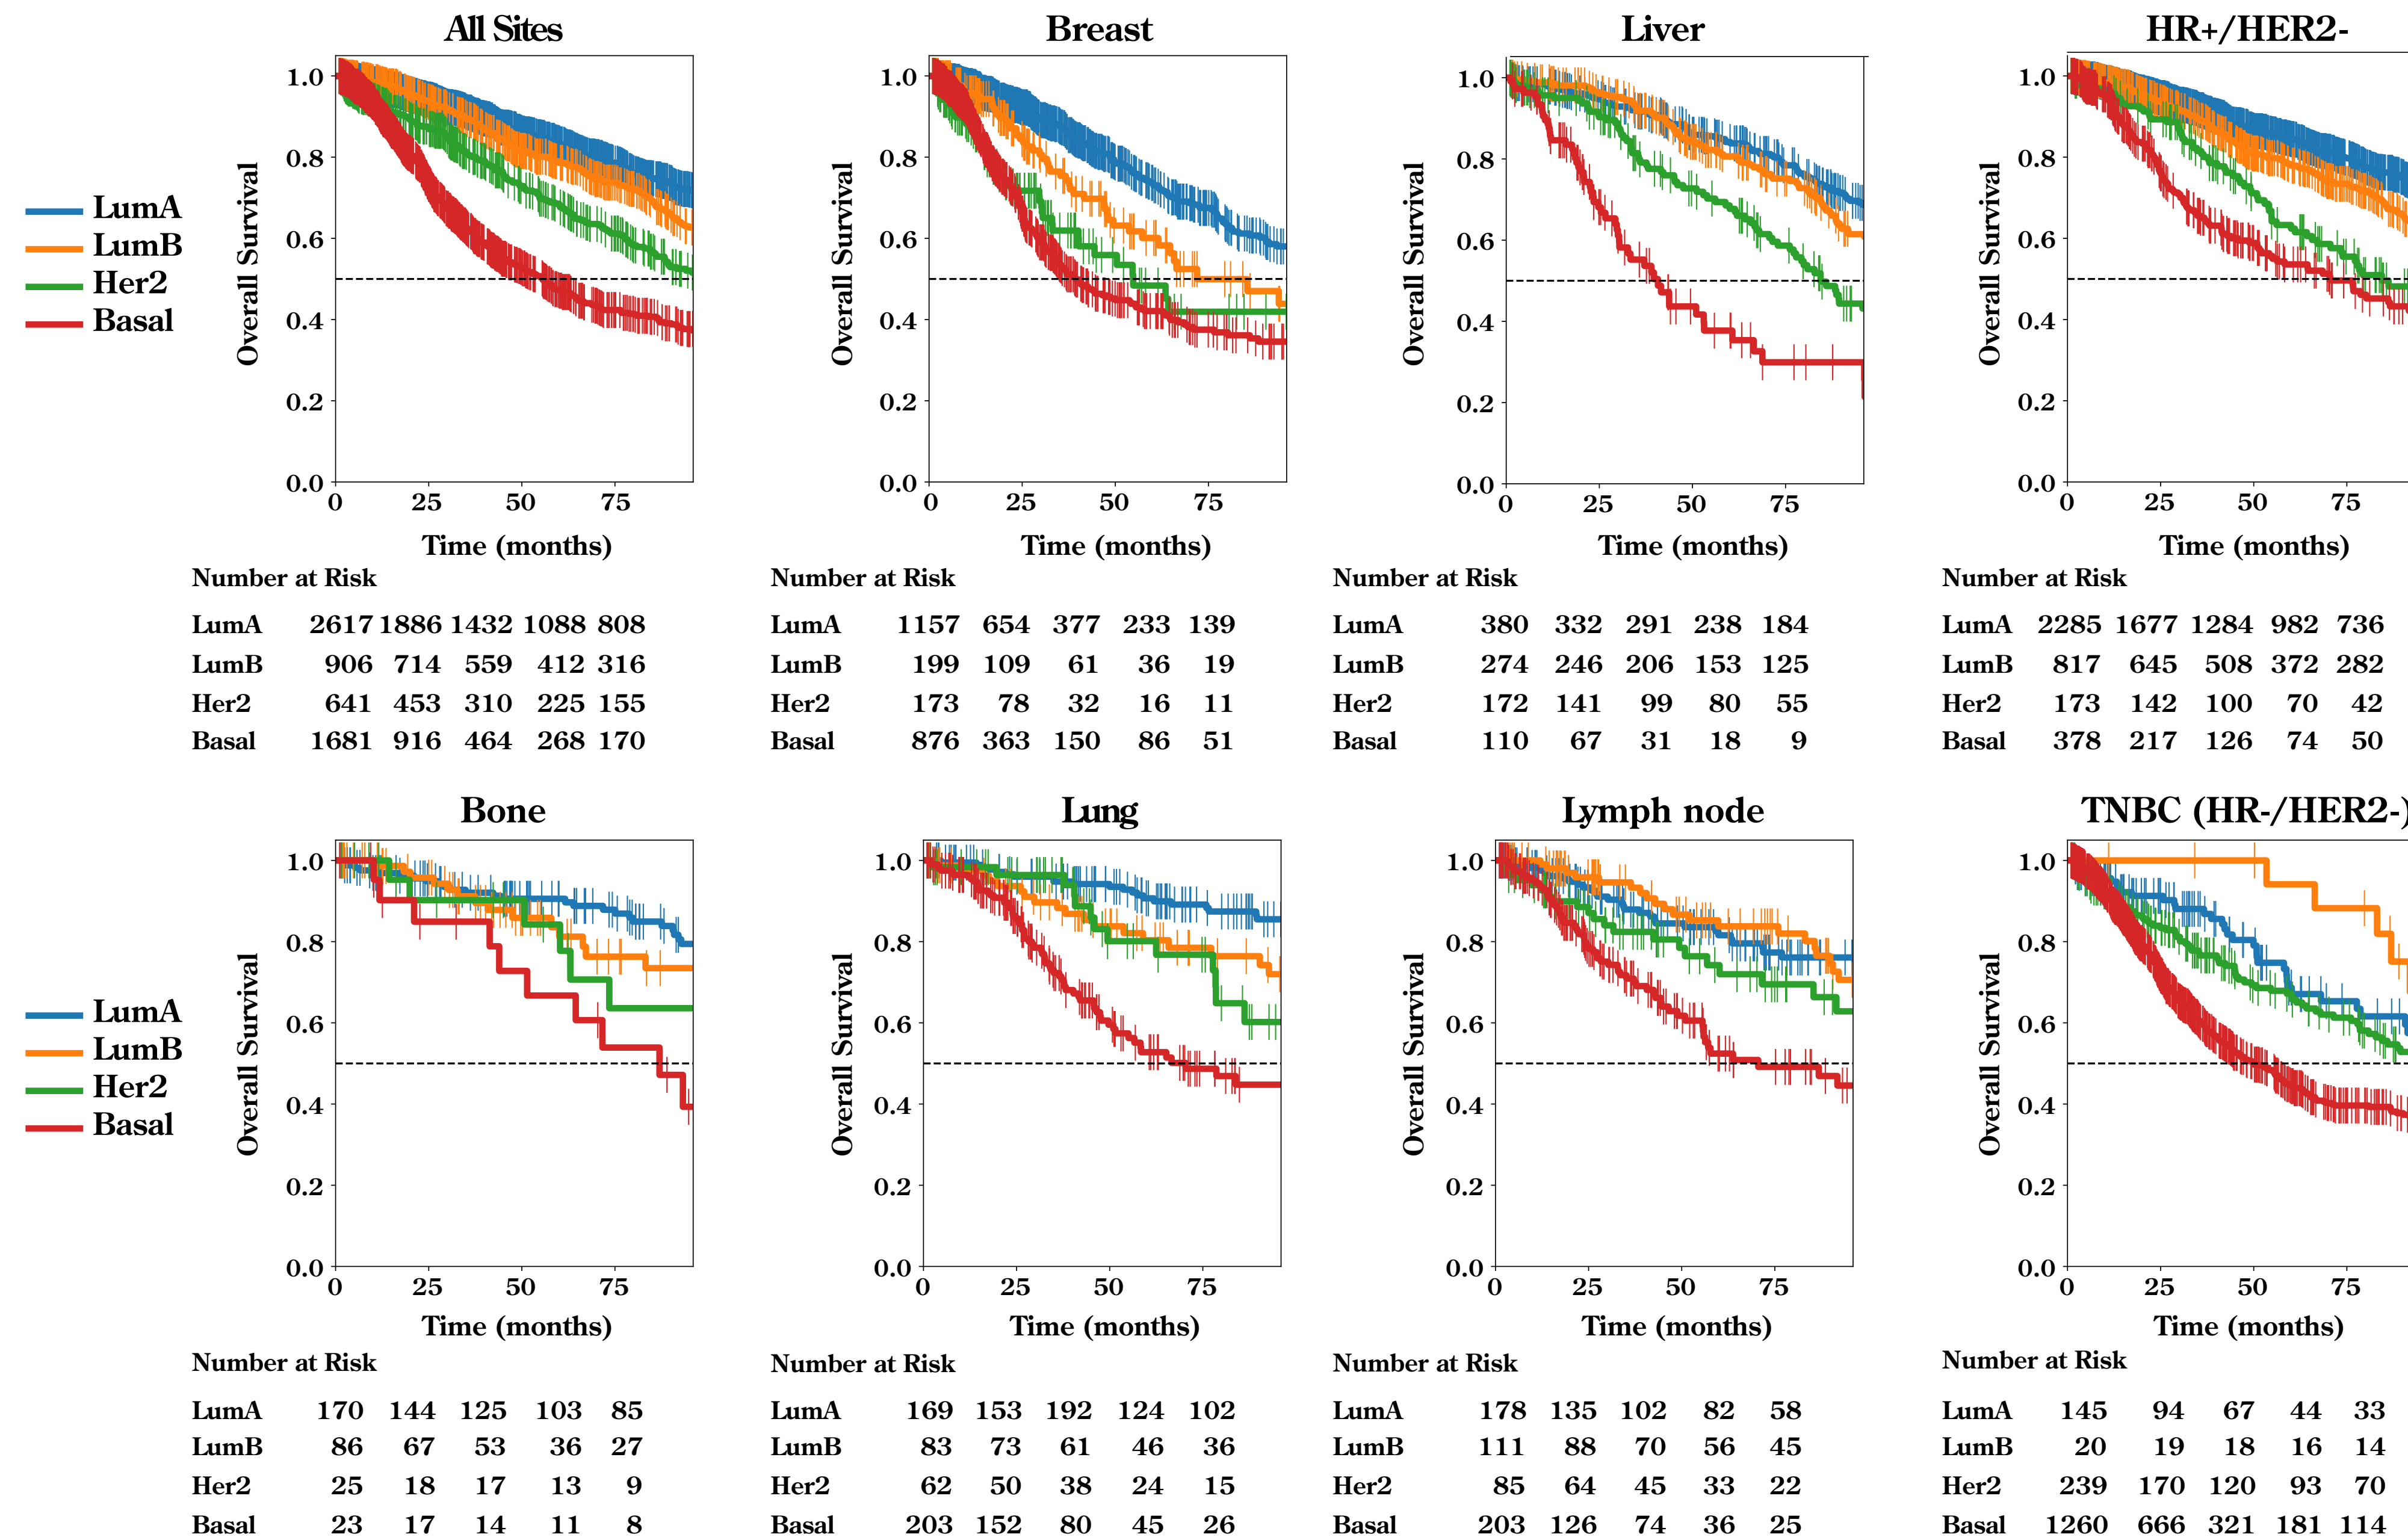 All Sites
Breast
Liver
HR+/HER2-
LumA
LumB
Her2
Basal
Overall Survival
1.0
0.8
0.6
0.4
0.2
0.0
0 25 50 75
Time (months)
Overall Survival
1.0
0.8
0.6
0.4
0.2
0.0
0 25 50 75
Time (months)
Overall Survival
1.0
0.8
0.6
0.4
0.2
0.0
0 25 50 75
Time (months)
Overall Survival
1.0
0.8
0.6
0.4
0.2
0.0
0 25 50 75
Time (months)
Number at Risk
LumA 2617 1886 1432 1088 808
LumB 906 714 559 412 316
Her2 641 453 310 225 155
Basal 1681 916 464 268 170
Number at Risk
LumA 1157 654 377 233 139
LumB 199 109 61 36 19
Her2 173 78 32 16 11
Basal 876 363 150 86 51
Number at Risk
LumA 380 332 291 238 184
LumB 274 246 206 153 125
Her2 172 141 99 80 55
Basal 110 67 31 18 9
Number at Risk
LumA 2285 1677 1284 982 736
LumB 817 645 508 372 282
Her2 173 142 100 70 42
Basal 378 217 126 74 50
Bone
Lung
Lymph node
TNBC (HR-/HER2-)
LumA
LumB
Her2
Basal
Overall Survival
1.0
0.8
0.6
0.4
0.2
0.0
0 25 50 75
Time (months)
Overall Survival
1.0
0.8
0.6
0.4
0.2
0.0
0 25 50 75
Time (months)
Overall Survival
1.0
0.8
0.6
0.4
0.2
0.0
0 25 50 75
Time (months)
Overall Survival
1.0
0.8
0.6
0.4
0.2
0.0
0 25 50 75
Time (months)
Number at Risk
LumA 170 144 125 103 85
LumB 86 67 53 36 27
Her2 25 18 17 13 9
Basal 23 17 14 11 8
Number at Risk
LumA 169 153 192 124 102
LumB 83 73 61 46 36
Her2 62 50 38 24 15
Basal 203 152 80 45 26
Number at Risk
LumA 178 135 102 82 58
LumB 111 88 70 56 45
Her2 85 64 45 33 22
Basal 203 126 74 36 25
Number at Risk
LumA 145 94 67 44 33
LumB 20 19 18 16 14
Her2 239 170 120 93 70
Basal 1260 666 321 181 114